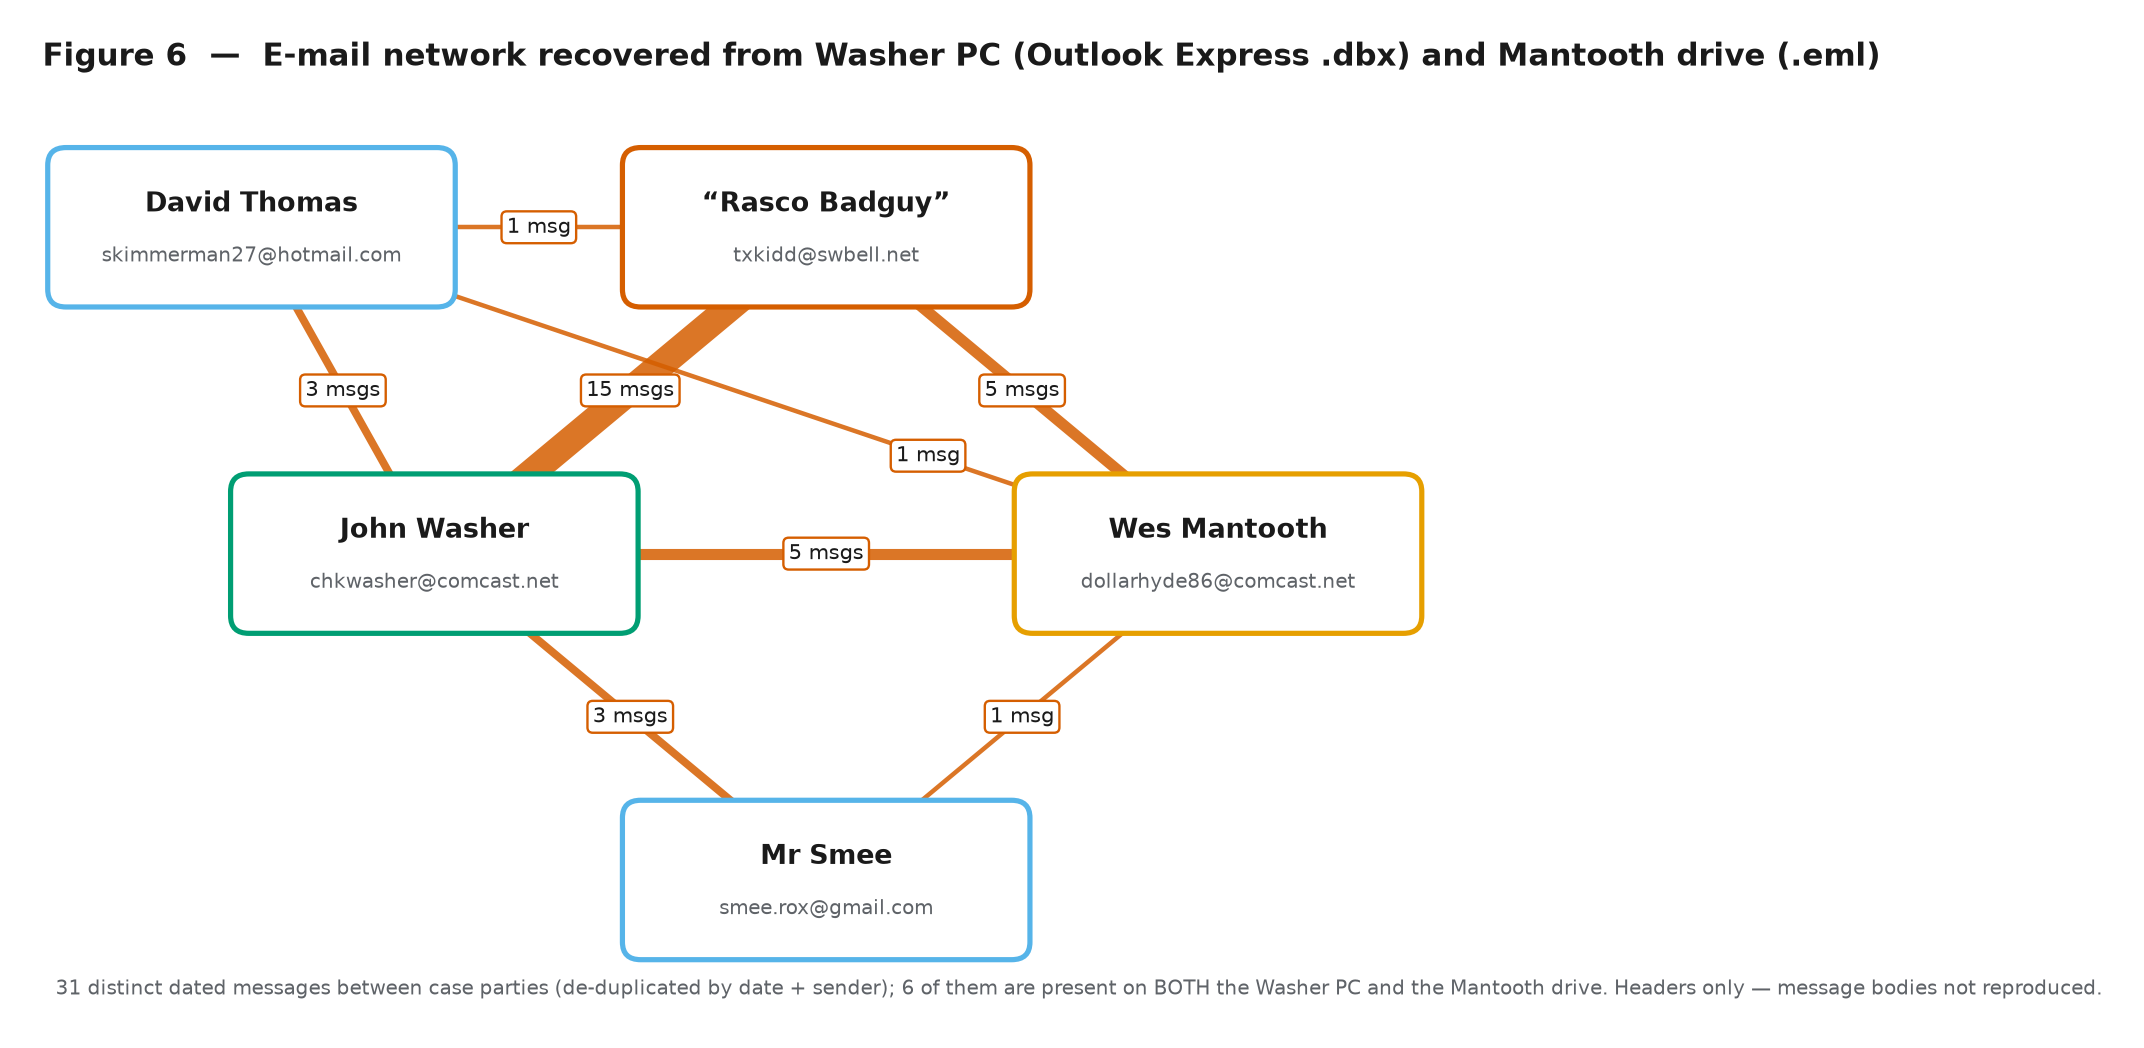 Figure 6 — E-mail network recovered from Washer PC (Outlook Express .dbx) and Mantooth drive (.eml)
David Thomas
skimmerman27@hotmail.com
1 msg
“Rasco Badguy”
txkidd@swbell.net
3 msgs
15 msgs
5 msgs
1 msg
John Washer
chkwasher@comcast.net
5 msgs
Wes Mantooth
dollarhyde86@comcast.net
3 msgs
1 msg
Mr Smee
smee.rox@gmail.com
31 distinct dated messages between case parties (de-duplicated by date + sender); 6 of them are present on BOTH the Washer PC and the Mantooth drive. Headers only — message bodies not reproduced.